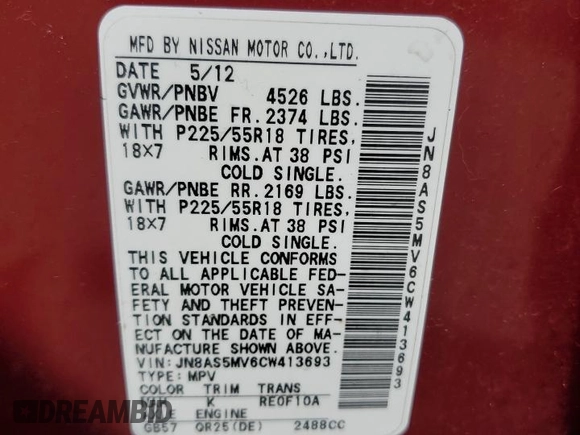 MFD BY NISSAN MOTOR CO.,LTD.
DATE 5/12
GVWR/PNBV 4526 LBS.
GAWR/PNBE FR. 2374 LBS.
WITH P225/55R18 TIRES,
18X7 RIMS.AT 38 PSI
COLD SINGLE.
GAWR/PNBE RR. 2169 LBS.
WITH P225/55R18 TIRES,
18X7 RIMS.AT 38 PSI
COLD SINGLE.
THIS VEHICLE CONFORMS
TO ALL APPLICABLE FED-
ERAL MOTOR VEHICLE SA-
FETY AND THEFT PREVEN-
TION STANDARDS IN EFF-
ECT ON THE DATE OF MA-
NUFACTURE SHOWN ABOVE.
VIN: JN8AS5MV6CW413693
TYPE: MPV
COLOR TRIM TRANS
K RE0F10A
ENGINE
GB57 QR25(DE) 2488CC
JN8AS5MV6CW413693
DREAMBID